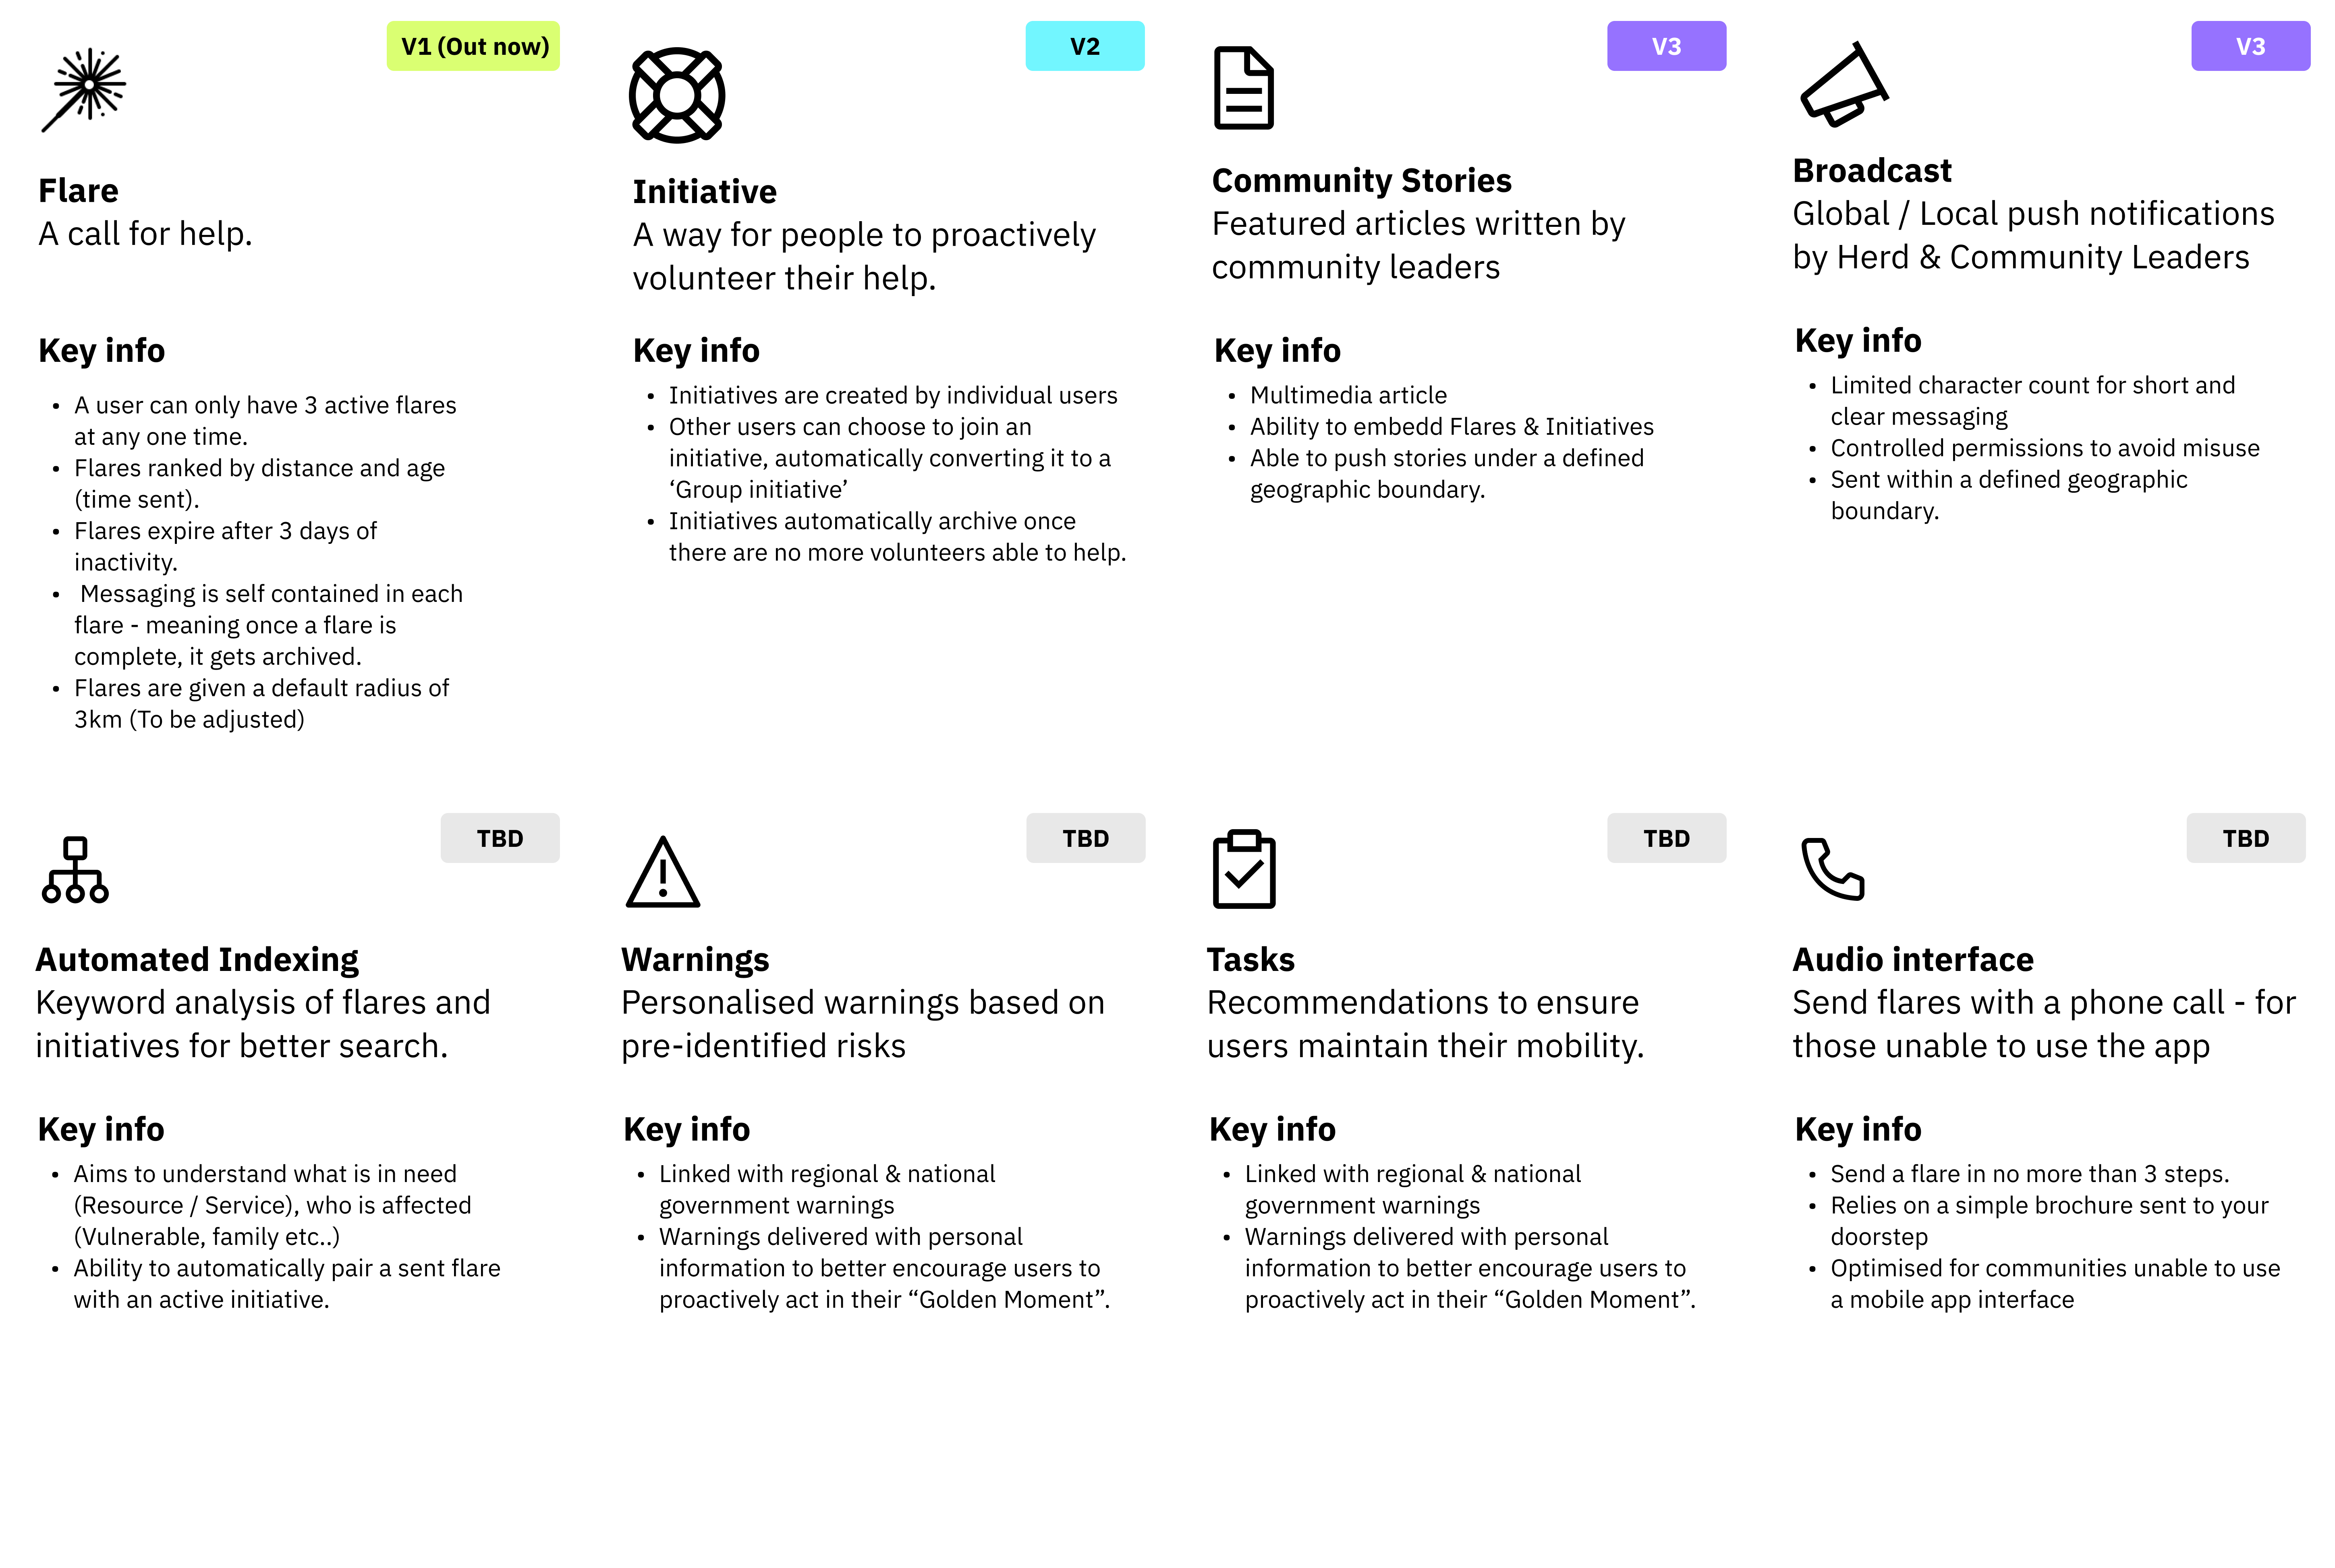 V1 (Out now)
Flare
A call for help.
Key info
• A user can only have 3 active flares
at any one time.
• Flares ranked by distance and age
(time sent).
• Flares expire after 3 days of
inactivity.
• Messaging is self contained in each
flare - meaning once a flare is
complete, it gets archived.
• Flares are given a default radius of
3km (To be adjusted)
V2
Initiative
A way for people to proactively
volunteer their help.
Key info
• Initiatives are created by individual users
• Other users can choose to join an
initiative, automatically converting it to a
‘Group initiative’
• Initiatives automatically archive once
there are no more volunteers able to help.
V3
Community Stories
Featured articles written by
community leaders
Key info
• Multimedia article
• Ability to embedd Flares & Initiatives
• Able to push stories under a defined
geographic boundary.
V3
Broadcast
Global / Local push notifications
by Herd & Community Leaders
Key info
• Limited character count for short and
clear messaging
• Controlled permissions to avoid misuse
• Sent within a defined geographic
boundary.
TBD
Automated Indexing
Keyword analysis of flares and
initiatives for better search.
Key info
• Aims to understand what is in need
(Resource / Service), who is affected
(Vulnerable, family etc..)
• Ability to automatically pair a sent flare
with an active initiative.
TBD
Warnings
Personalised warnings based on
pre-identified risks
Key info
• Linked with regional & national
government warnings
• Warnings delivered with personal
information to better encourage users to
proactively act in their “Golden Moment”.
TBD
Tasks
Recommendations to ensure
users maintain their mobility.
Key info
• Linked with regional & national
government warnings
• Warnings delivered with personal
information to better encourage users to
proactively act in their “Golden Moment”.
TBD
Audio interface
Send flares with a phone call - for
those unable to use the app
Key info
• Send a flare in no more than 3 steps.
• Relies on a simple brochure sent to your
doorstep
• Optimised for communities unable to use
a mobile app interface